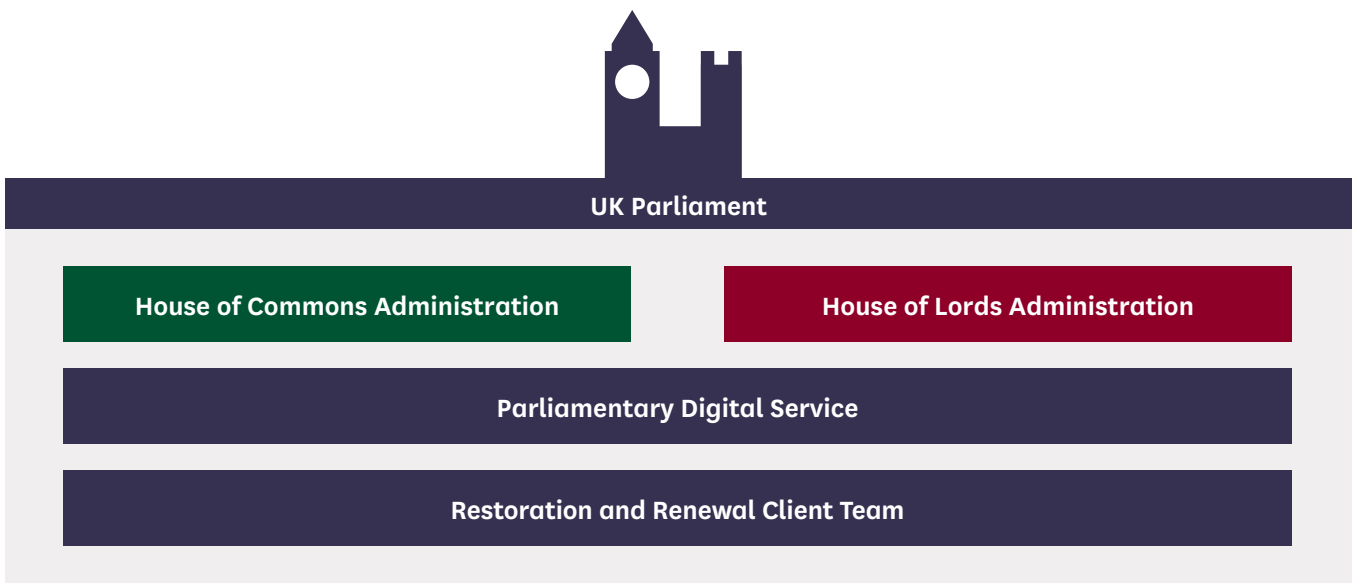 UK Parliament
House of Commons Administration
House of Lords Administration
Parliamentary Digital Service
Restoration and Renewal Client Team